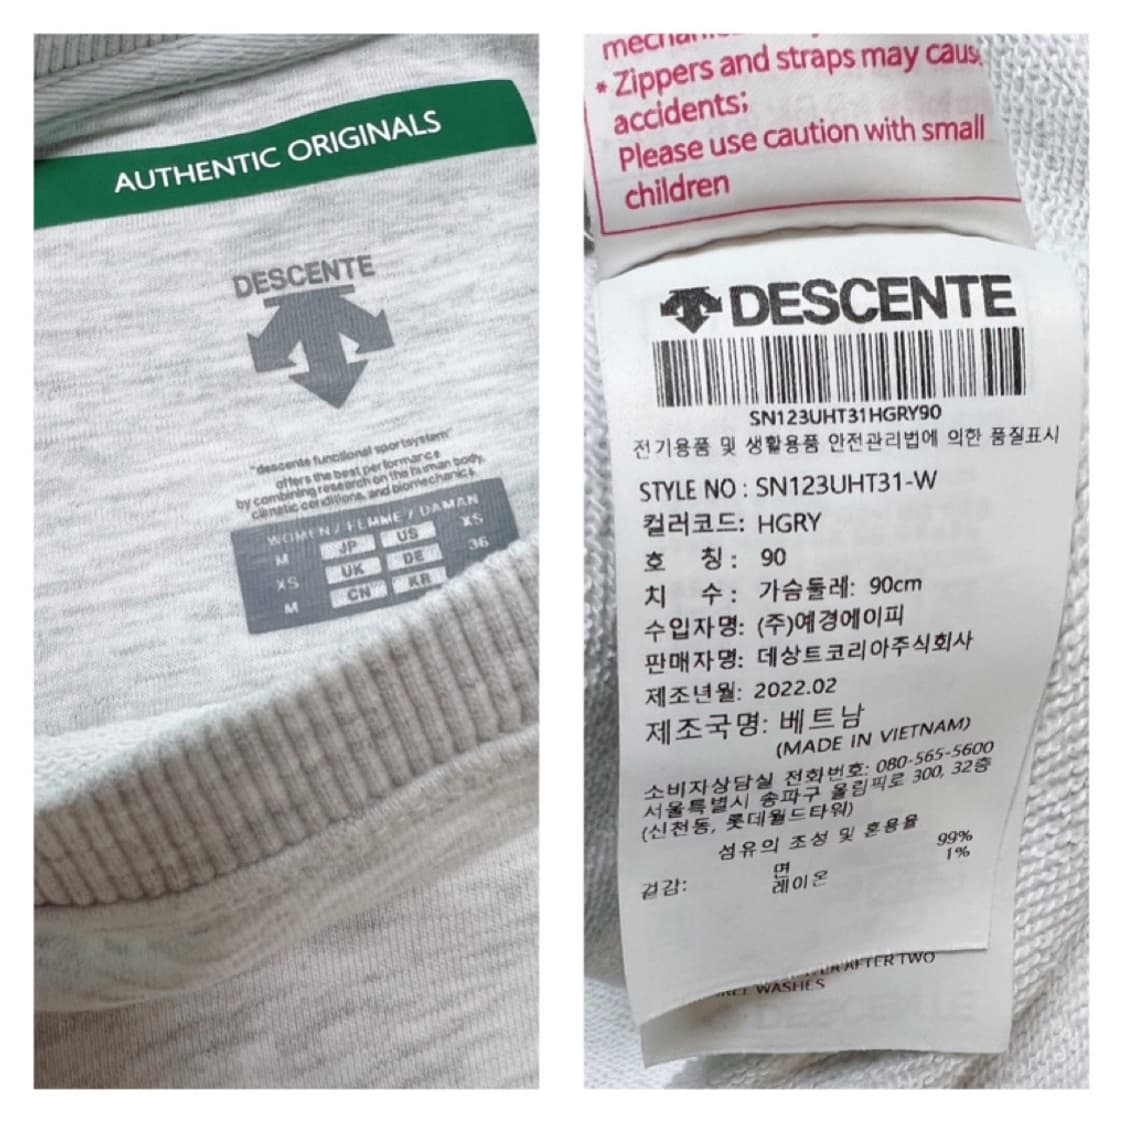 AUTHENTIC ORIGINALS
DESCENTE
"descente functional sportsystem"
offers the best performance
by combining research on the human body,
climatic conditions, and biomechanics.
WOMEN / FEMME / DAMAN
M JP US XS
XS UK DE 36
M CN KR
* Zippers and straps may caus
accidents;
Please use caution with small
children
DESCENTE
SN123UHT31HGRY90
전기용품 및 생활용품 안전관리법에 의한 품질표시
STYLE NO : SN123UHT31-W
컬러코드: HGRY
호 칭: 90
치 수: 가슴둘레: 90cm
수입자명: (주)예경에이피
판매자명: 데상트코리아주식회사
제조년월: 2022.02
제조국명: 베트남
(MADE IN VIETNAM)
소비자상담실 전화번호: 080-565-5600
서울특별시 송파구 올림픽로 300, 32층
(신천동, 롯데월드타워)
섬유의 조성 및 혼용율
겉감: 면 99%
레이온 1%
AFTER TWO
WASHES
DESCENTE